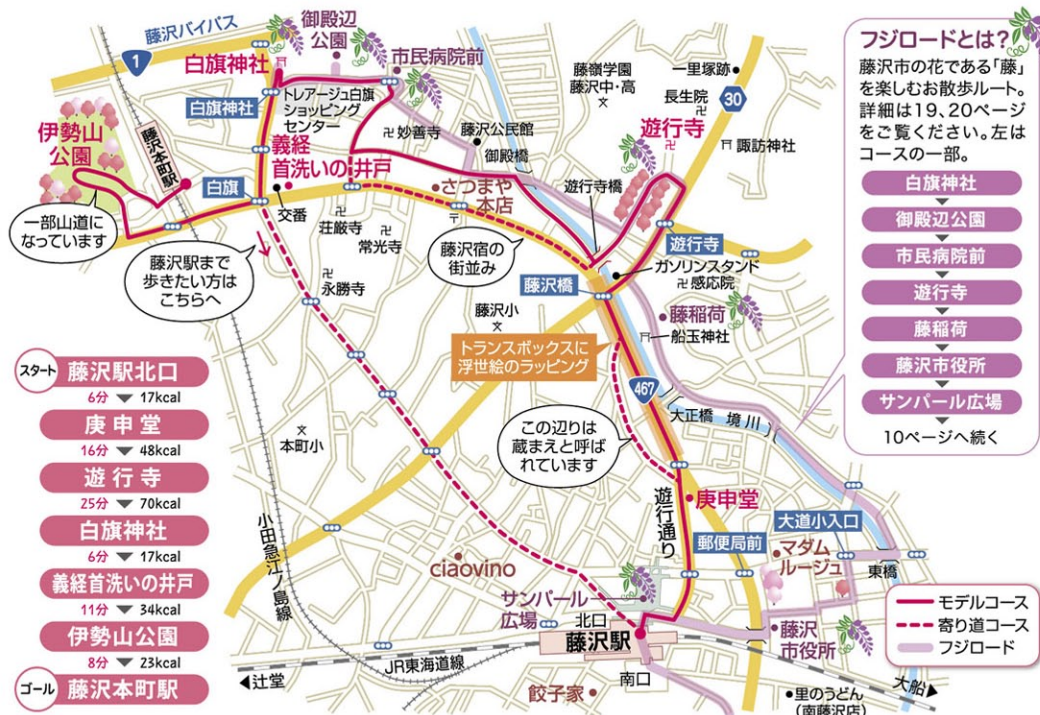 藤沢バイパス
1
御殿辺
公園
白旗神社
市民病院前
白旗神社
トレアージュ白旗
ショッピング
センター
妙善寺
藤沢公民館
御殿橋
藤嶺学園
藤沢中・高
一里塚跡
長生院
30
遊行寺
諏訪神社
伊勢山
公園
藤沢本町駅
義経
首洗いの井戸
白旗
交番
荘厳寺
常光寺
さつまや
本店
遊行寺橋
遊行寺
ガソリンスタンド
感応院
一部山道に
なっています
藤沢駅まで
歩きたい方は
こちらへ
永勝寺
藤沢宿の
街並み
藤沢橋
藤沢小
藤稲荷
船玉神社
トランスボックスに
浮世絵のラッピング
467
大正橋
境川
この辺りは
蔵まえと呼ば
れています
本町小
庚申堂
遊行通り
郵便局前
大道小入口
マダム
ルージュ
東橋
小田急江ノ島線
ciaovino
サンパール
広場
北口
藤沢駅
南口
藤沢
市役所
JR東海道線
辻堂
餃子家
里のうどん
(南藤沢店)
大船
スタート
藤沢駅北口
6分 17kcal
庚申堂
16分 48kcal
遊行寺
25分 70kcal
白旗神社
6分 17kcal
義経首洗いの井戸
11分 34kcal
伊勢山公園
8分 23kcal
ゴール
藤沢本町駅
フジロードとは?
藤沢市の花である「藤」
を楽しむお散歩ルート。
詳細は19、20ページ
をご覧ください。左は
コースの一部。
白旗神社
御殿辺公園
市民病院前
遊行寺
藤稲荷
藤沢市役所
サンパール広場
10ページへ続く
モデルコース
寄り道コース
フジロード